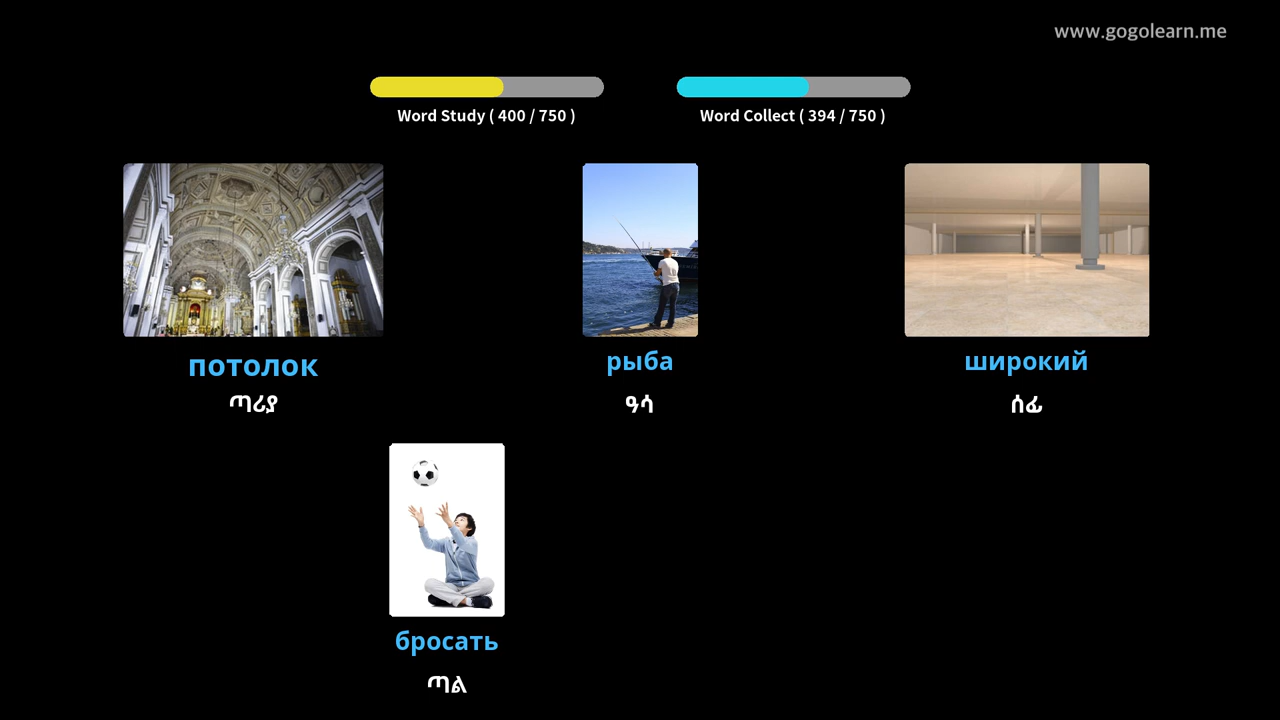 www.gogolearn.me
Word Study ( 400 / 750 )
Word Collect ( 394 / 750 )
потолок
ጣሪያ
рыба
ዓሳ
широкий
ሰፊ
бросать
ጣል